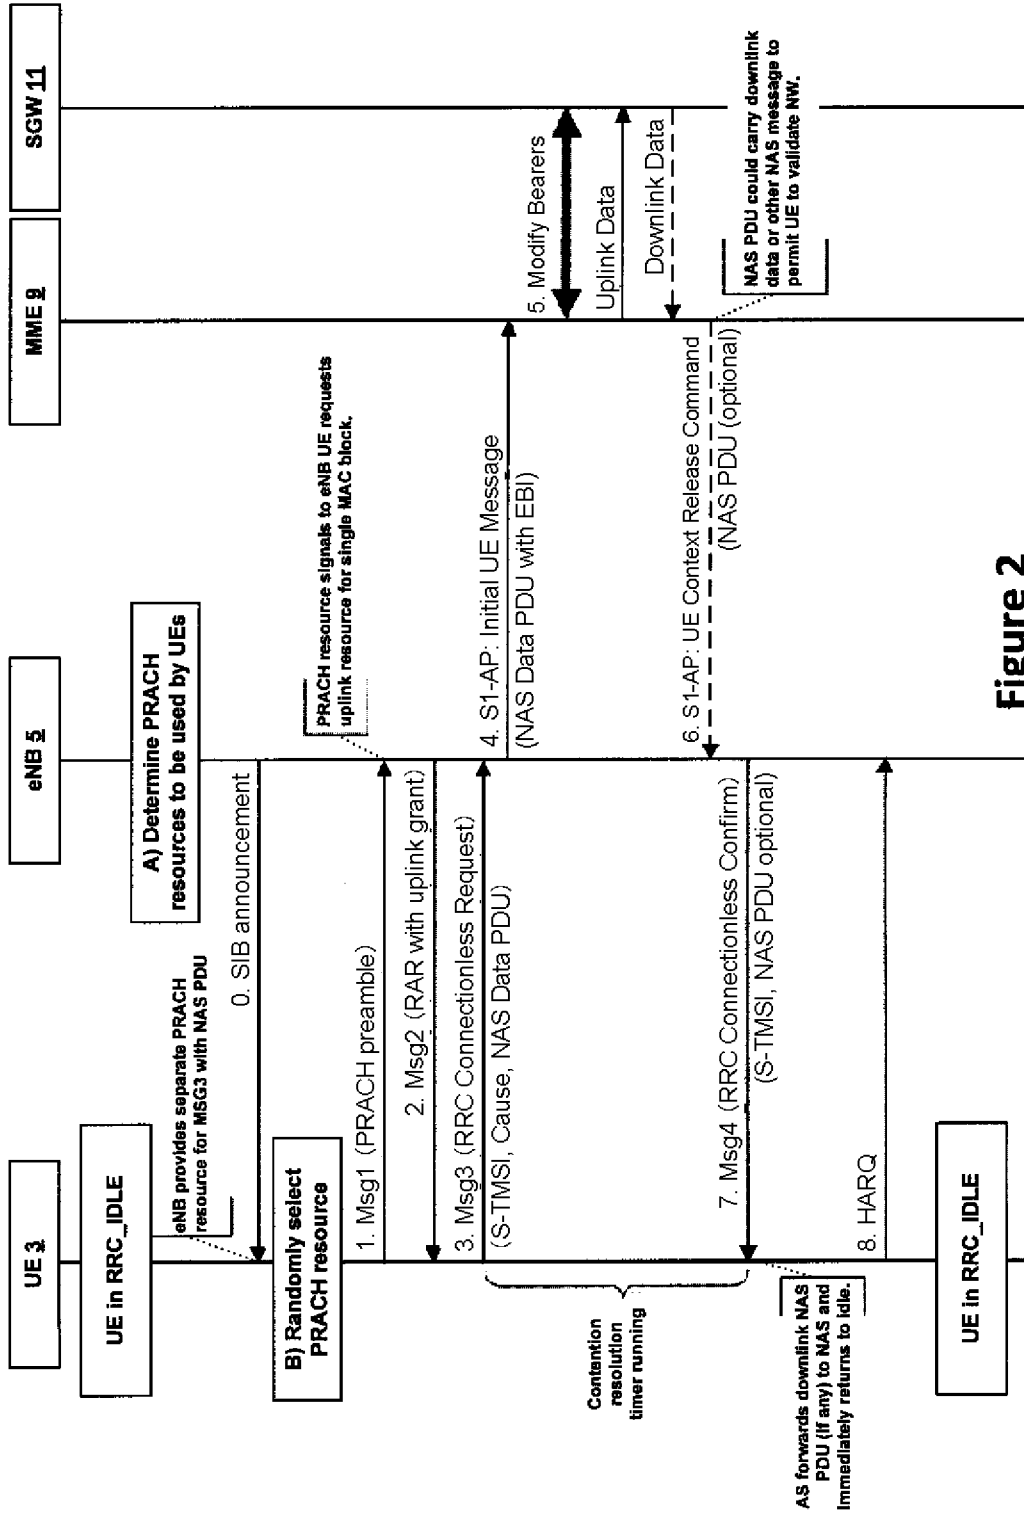 UE 3
eNB 5
MME 9
SGW 11
UE in RRC_IDLE
A) Determine PRACH
resources to be used by UEs
eNB provides separate PRACH
resource for MSG3 with NAS PDU
0. SIB announcement
B) Randomly select
PRACH resource
PRACH resource signals to eNB UE requests
uplink resource for single MAC block.
1. Msg1 (PRACH preamble)
2. Msg2 (RAR with uplink grant)
3. Msg3 (RRC Connectionless Request)
(S-TMSI, Cause, NAS Data PDU)
4. S1-AP: Initial UE Message
(NAS Data PDU with EBI)
5. Modify Bearers
Uplink Data
Downlink Data
Contention
resolution
timer running
6. S1-AP: UE Context Release Command
(NAS PDU (optional)
NAS PDU could carry downlink
data or other NAS message to
permit UE to validate NW.
7. Msg4 (RRC Connectionless Confirm)
(S-TMSI, NAS PDU optional)
AS forwards downlink NAS
PDU (if any) to NAS and
Immediately returns to idle.
8. HARQ
UE in RRC_IDLE
Figure 2